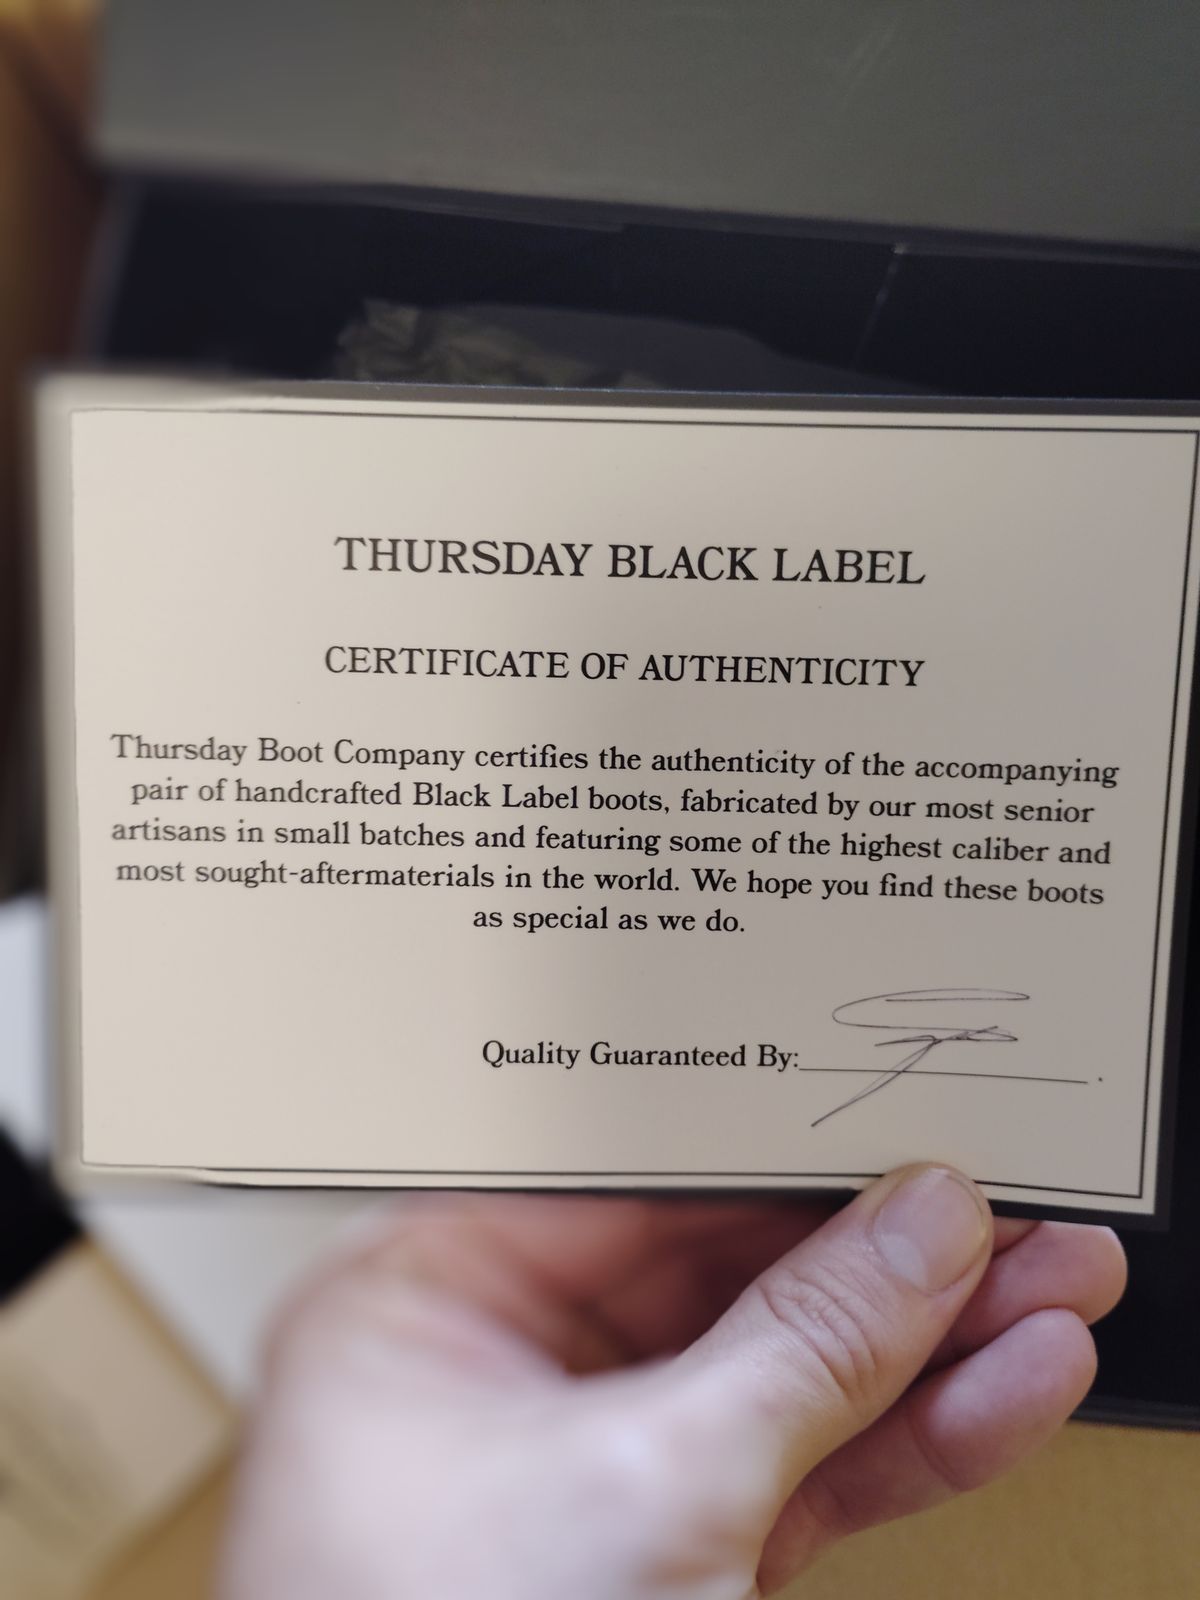 THURSDAY BLACK LABEL
CERTIFICATE OF AUTHENTICITY
Thursday Boot Company certifies the authenticity of the accompanying
pair of handcrafted Black Label boots, fabricated by our most senior
artisans in small batches and featuring some of the highest caliber and
most sought-aftermaterials in the world. We hope you find these boots
as special as we do.
Quality Guaranteed By: